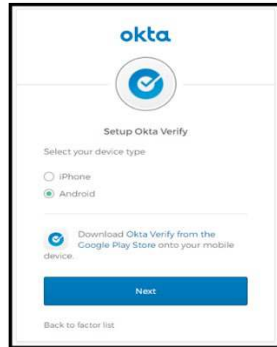 okta
Setup Okta Verify
Select your device type
iPhone
Android
Download Okta Verify from the
Google Play Store onto your mobile
device.
Next
Back to factor list